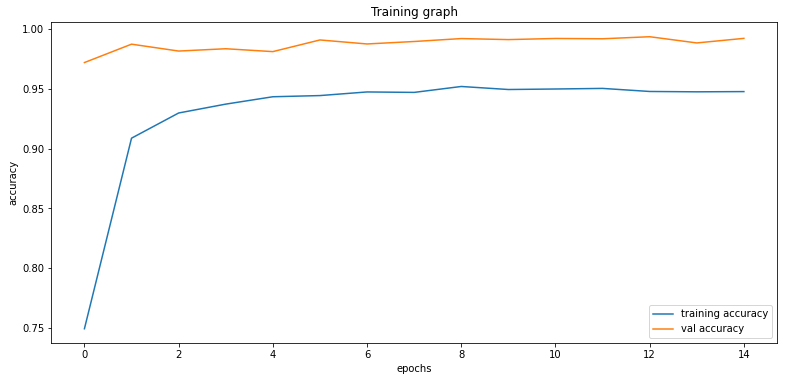 Training graph
1.00
0.95
0.90
0.85
0.80
0.75
accuracy
0 2 4 6 8 10 12 14
epochs
training accuracy
val accuracy